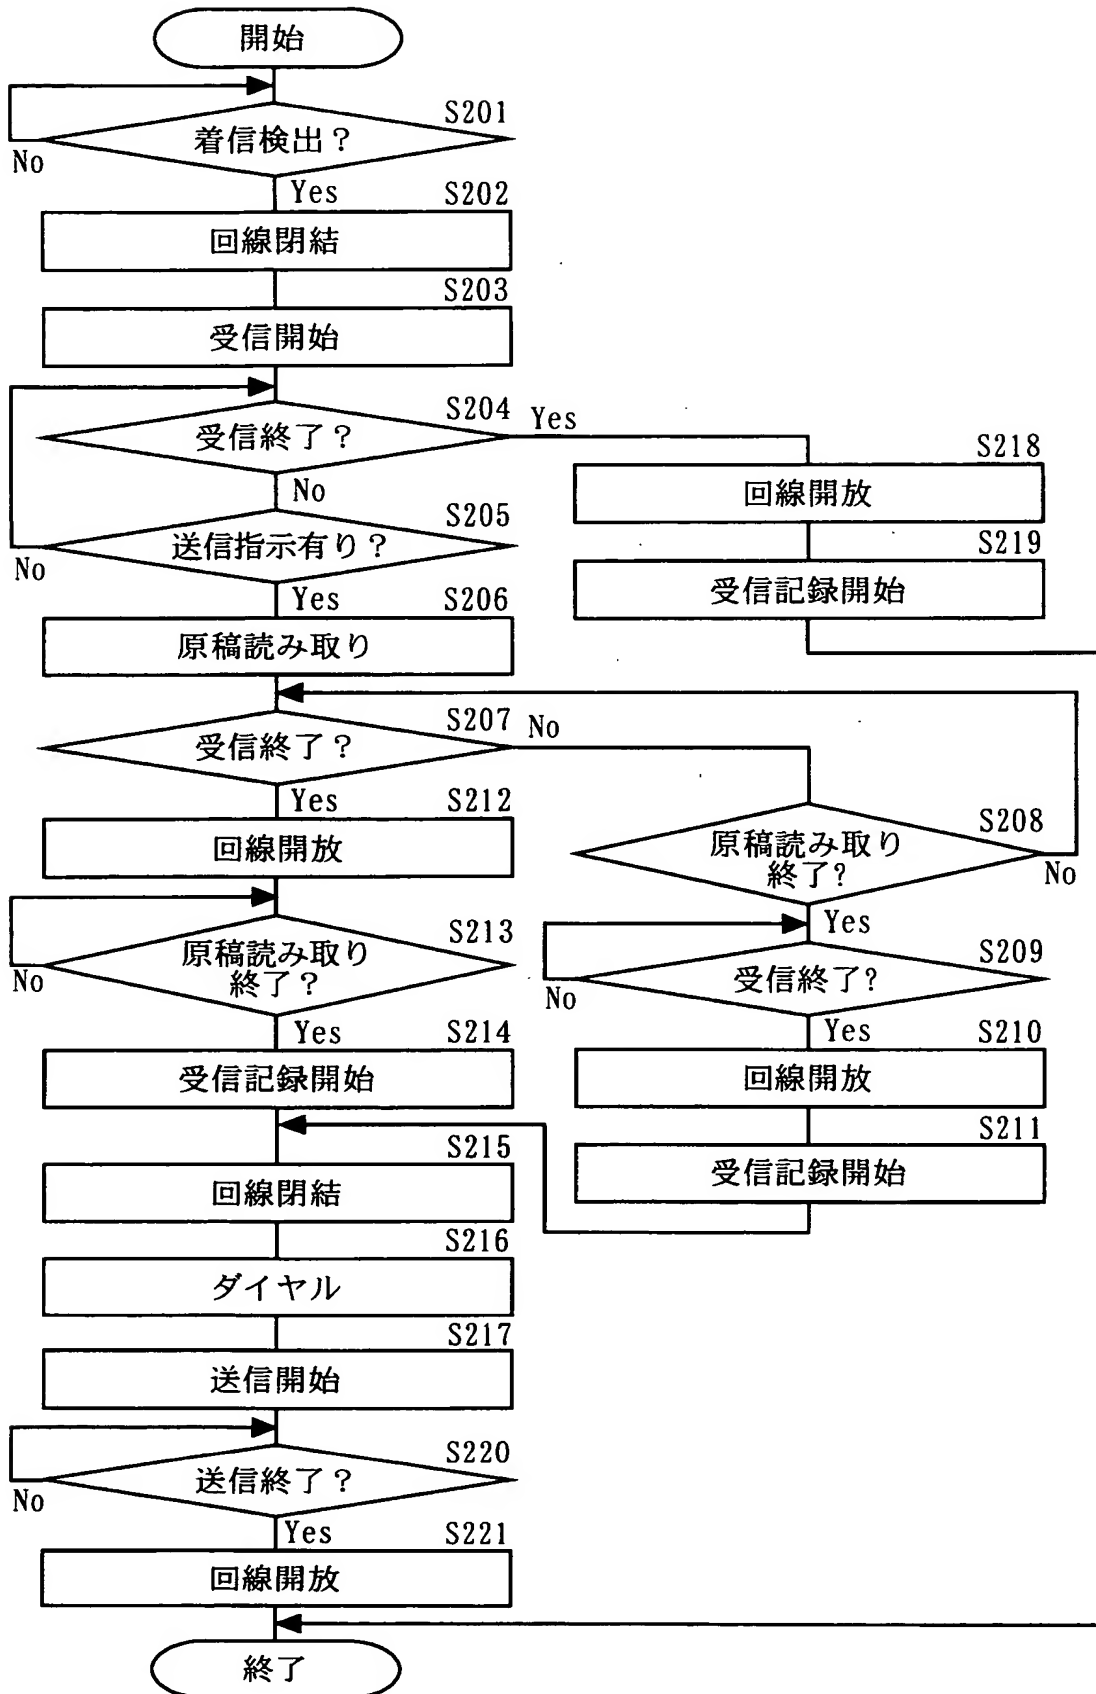 開始
S201
着信検出？
No
Yes
S202
回線閉結
S203
受信開始
S204
受信終了？
Yes
No
S218
回線開放
S205
送信指示有り？
No
Yes
S219
受信記録開始
S206
原稿読み取り
S207
受信終了？
No
Yes
S212
回線開放
S208
原稿読み取り
終了?
No
Yes
S213
原稿読み取り
終了？
No
Yes
S209
受信終了?
No
Yes
S214
受信記録開始
S210
回線開放
S211
受信記録開始
S215
回線閉結
S216
ダイヤル
S217
送信開始
S220
送信終了？
No
Yes
S221
回線開放
終了